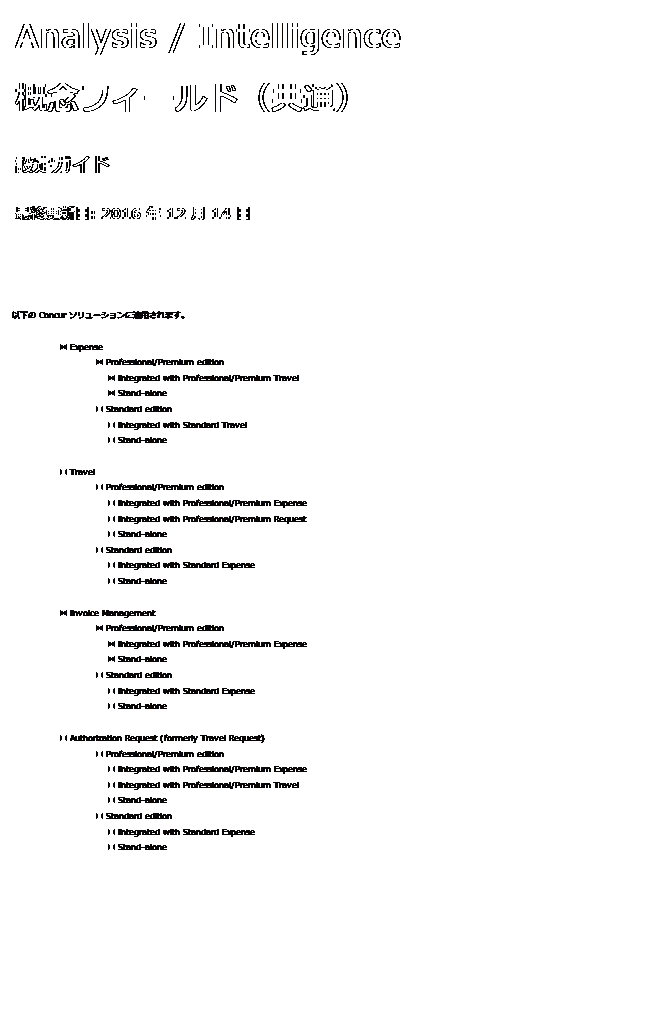 Analysis / Intelligence
概念フィールド（共通）
設定ガイド
最終更新日: 2016 年 12 月 14 日
以下の Concur ソリューションに適用されます。
Expense
Professional/Premium edition
Integrated with Professional/Premium Travel
Stand-alone
Standard edition
Integrated with Standard Travel
Stand-alone
Travel
Professional/Premium edition
Integrated with Professional/Premium Expense
Integrated with Professional/Premium Request
Stand-alone
Standard edition
Integrated with Standard Expense
Stand-alone
Invoice Management
Professional/Premium edition
Integrated with Professional/Premium Expense
Stand-alone
Standard edition
Integrated with Standard Expense
Stand-alone
Authorization Request (formerly Travel Request)
Professional/Premium edition
Integrated with Professional/Premium Expense
Integrated with Professional/Premium Travel
Stand-alone
Standard edition
Integrated with Standard Expense
Stand-alone